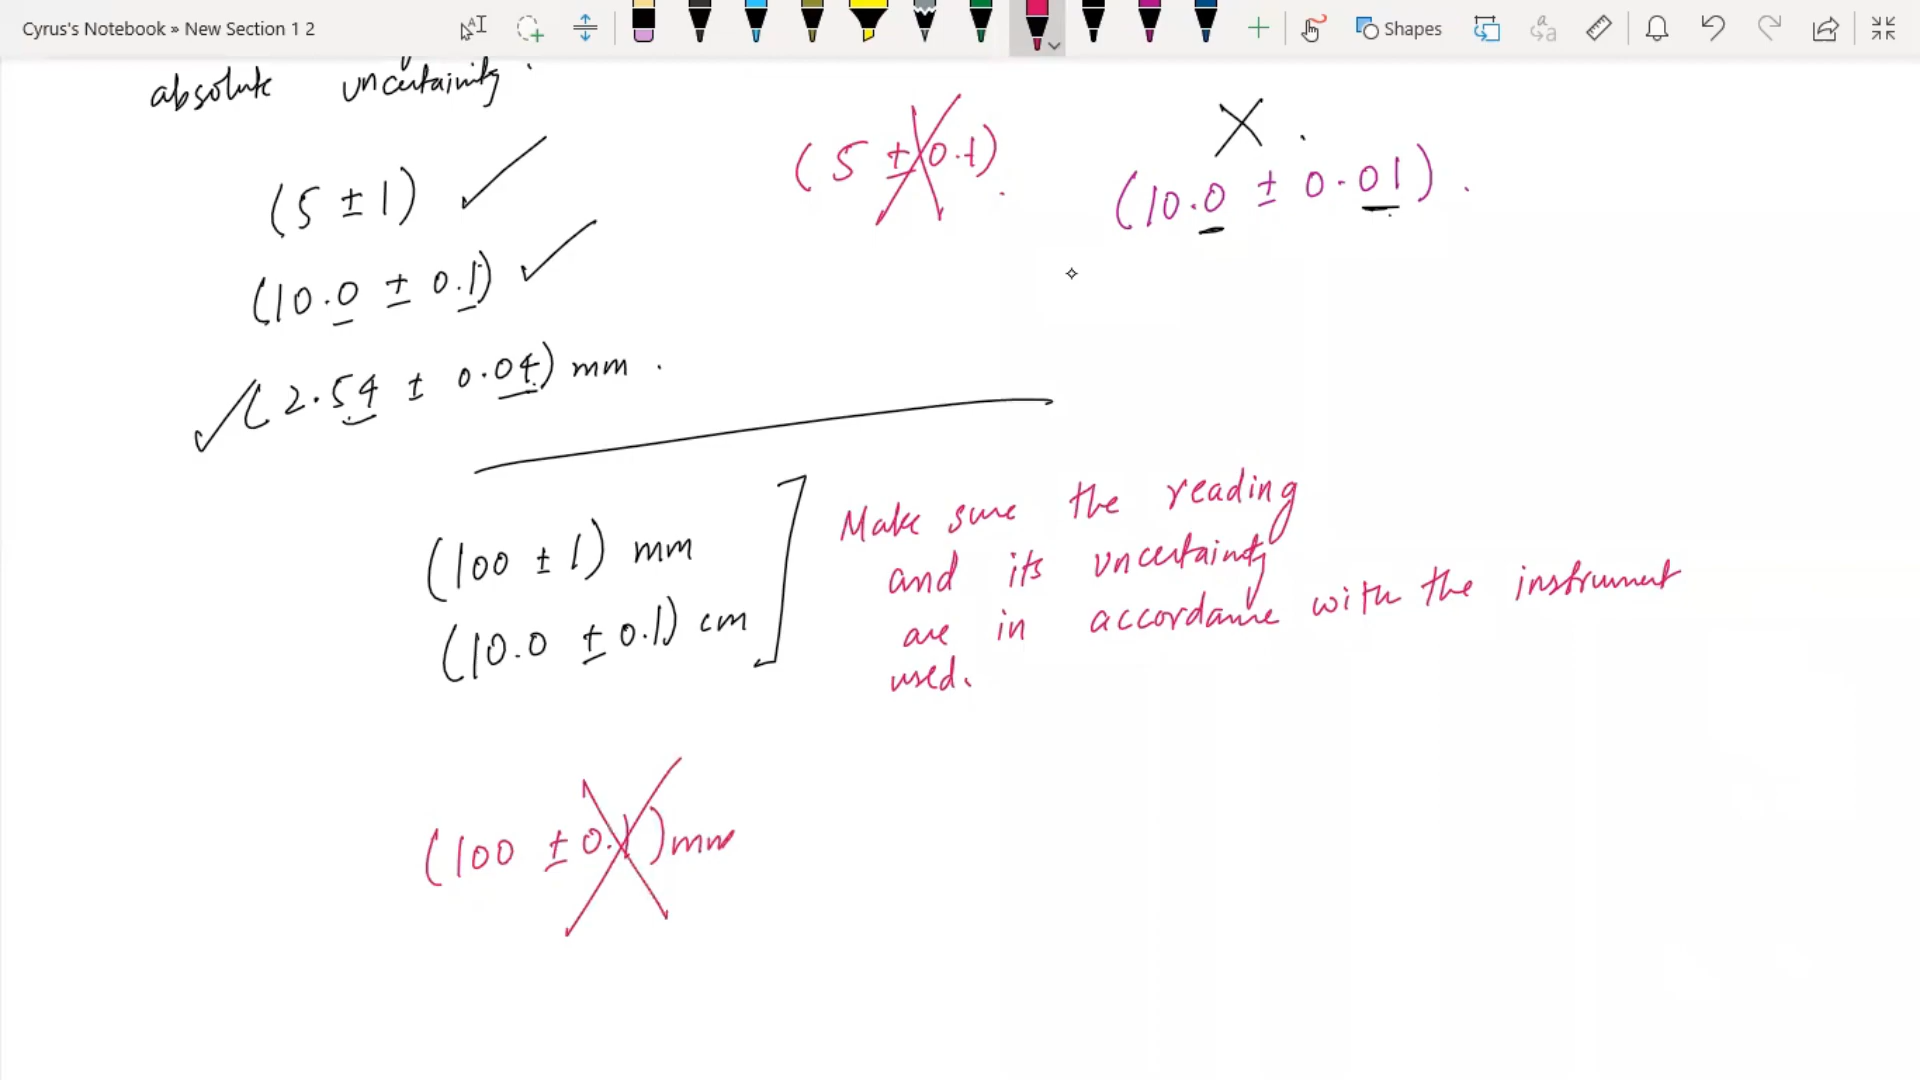 Cyrus's Notebook » New Section 1 2
Shapes
absolute uncertainity.
(5 ± 1) ✓
(5 ± 0.1).
X
(10.0 ± 0.01).
(10.0 ± 0.1) ✓
✓(2.54 ± 0.04) mm.
(100 ± 1) mm
(10.0 ± 0.1) cm
Make sure the reading
and its uncertainty
are in accordance with the instrument
used.
(100 ± 0.1) mm